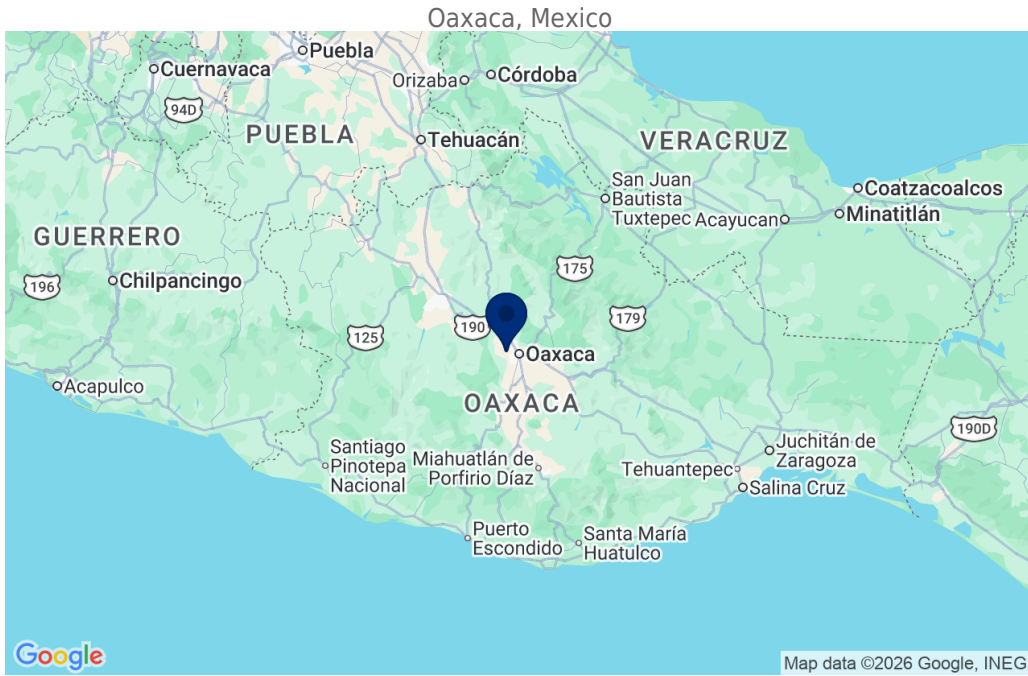 Oaxaca, Mexico
Puebla
Cuernavaca
Orizaba
Córdoba
94D
PUEBLA
Tehuacán
VERACRUZ
San Juan
Bautista
Tuxtepec
Coatzacoalcos
Acayucan
Minatitlán
GUERRERO
175
196
Chilpancingo
190
179
125
Oaxaca
Acapulco
OAXACA
190D
Santiago
Pinotepa
Nacional
Miahuatlán de
Porfirio Díaz
Juchitán de
Zaragoza
Tehuantepec
Salina Cruz
Puerto
Escondido
Santa María
Huatulco
Google
Map data ©2026 Google, INEG